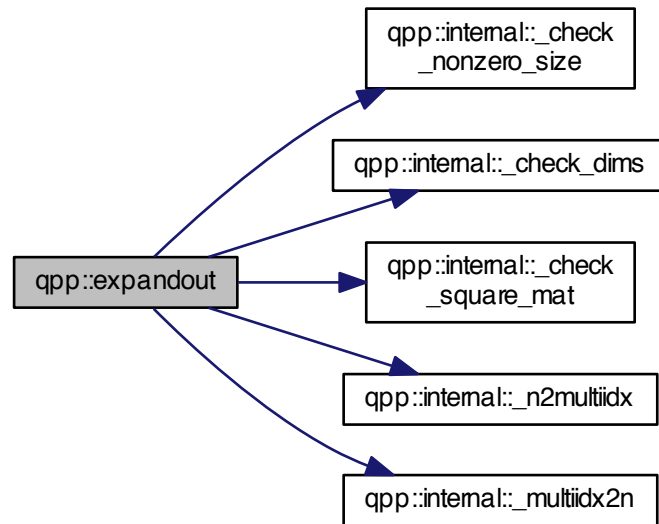 qpp::internal::_check
_nonzero_size
qpp::internal::_check_dims
qpp::expandout
qpp::internal::_check
_square_mat
qpp::internal::_n2multiidx
qpp::internal::_multiidx2n